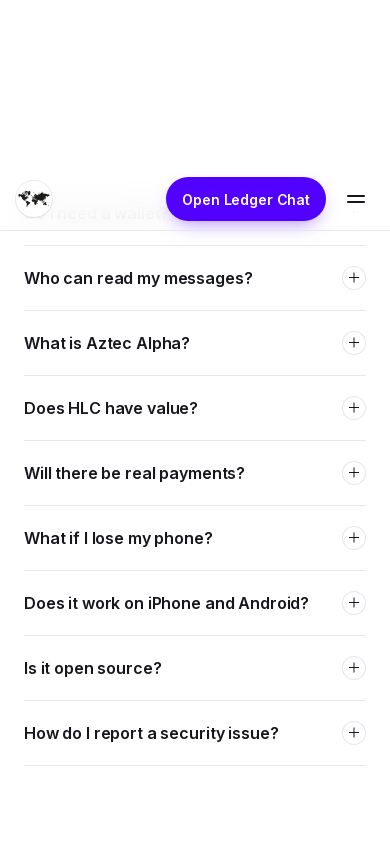 Open Ledger Chat
I need a wallet
Who can read my messages?
What is Aztec Alpha?
Does HLC have value?
Will there be real payments?
What if I lose my phone?
Does it work on iPhone and Android?
Is it open source?
How do I report a security issue?